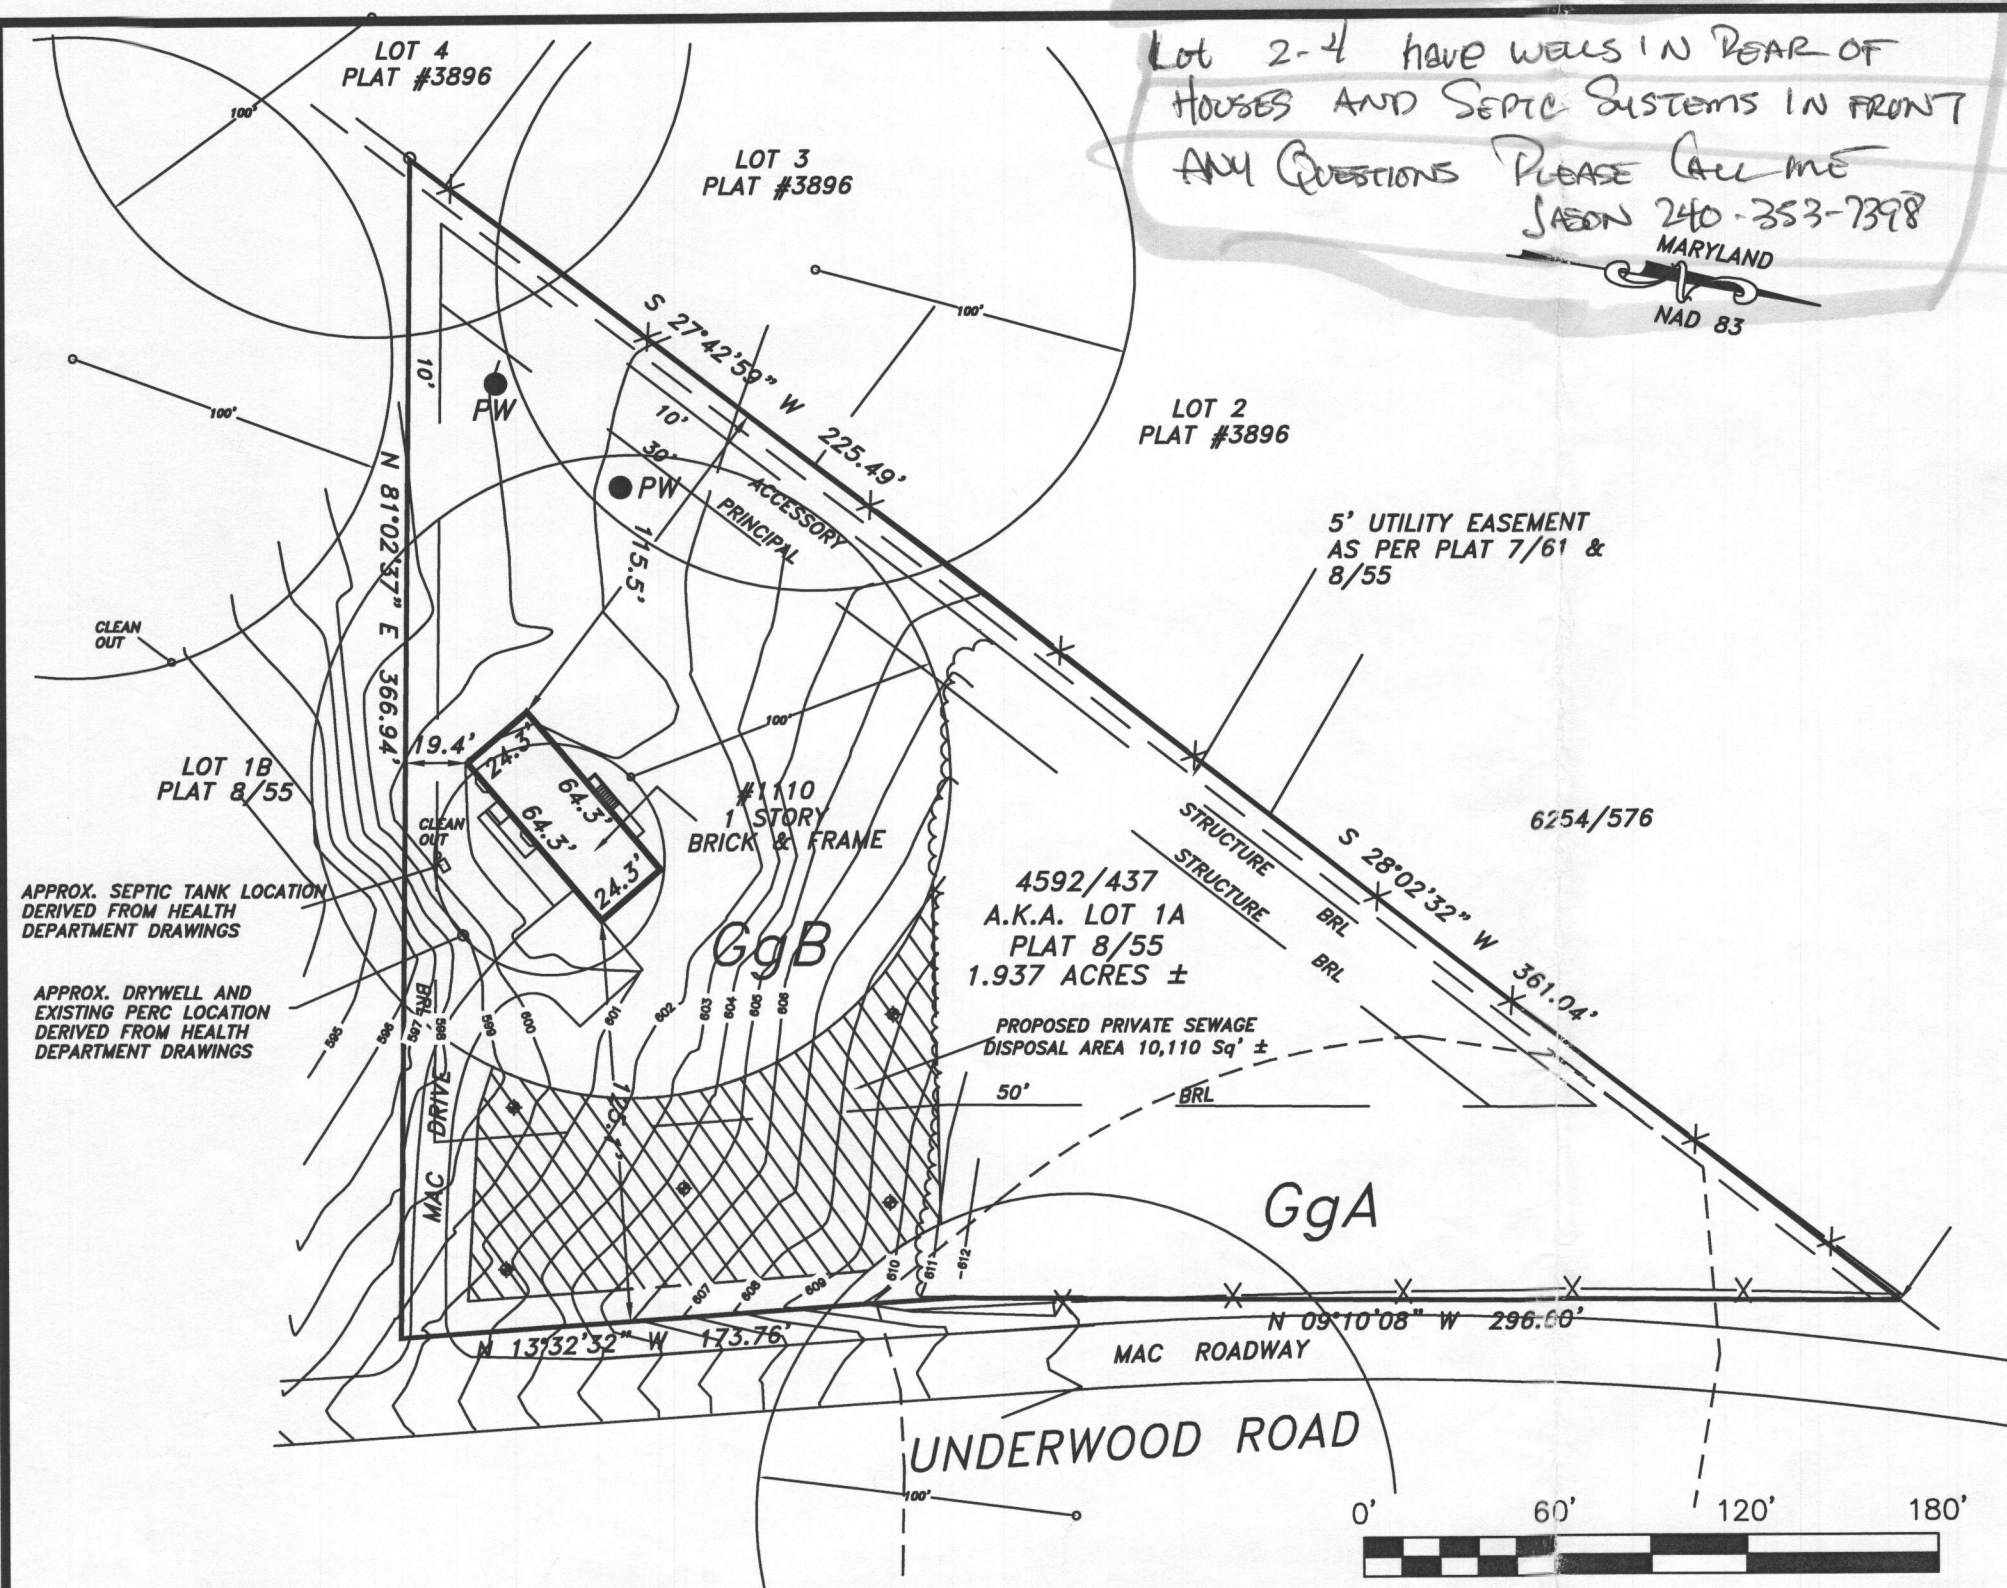 Lot 2-4 have wells in rear of
Houses and Septic Systems in front
Any Questions Please Call me
Jason 240-353-7398
MARYLAND
NAD 83
LOT 4
PLAT #3896
100'
LOT 3
PLAT #3896
100'
100'
LOT 2
PLAT #3896
S 27°42'59" W 225.49'
10'
PW
10'
30'
PW
ACCESSORY
PRINCIPAL
115.5'
N 81°02'37" E 366.94'
5' UTILITY EASEMENT
AS PER PLAT 7/61 &
8/55
CLEAN
OUT
100'
19.4'
24.3'
64.3'
64.3'
24.3'
LOT 1B
PLAT 8/55
#1110
1 STORY
BRICK & FRAME
CLEAN
OUT
STRUCTURE BRL
STRUCTURE BRL
S 28°02'32" W 361.04'
6254/576
APPROX. SEPTIC TANK LOCATION
DERIVED FROM HEALTH
DEPARTMENT DRAWINGS
4592/437
A.K.A. LOT 1A
PLAT 8/55
1.937 ACRES ±
GgB
APPROX. DRYWELL AND
EXISTING PERC LOCATION
DERIVED FROM HEALTH
DEPARTMENT DRAWINGS
595
596
597
598
599
600
601
602
603
604
605
606
BRL
PROPOSED PRIVATE SEWAGE
DISPOSAL AREA 10,110 Sq' ±
50'
BRL
MAC DRIVE
GgA
607
608
609
610
611
612
N 13°32'32" W 173.76'
N 09°10'08" W 296.60'
MAC ROADWAY
UNDERWOOD ROAD
100'
0' 60' 120' 180'